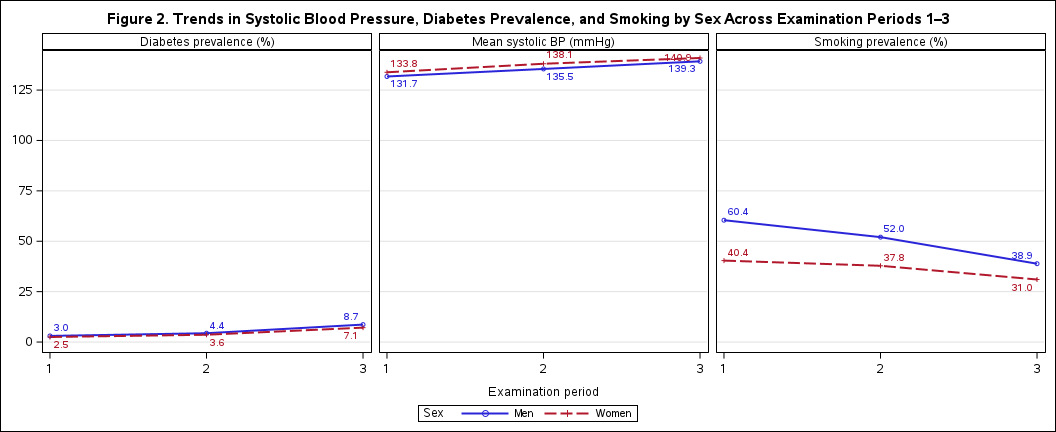 Figure 2. Trends in Systolic Blood Pressure, Diabetes Prevalence, and Smoking by Sex Across Examination Periods 1–3
Diabetes prevalence (%)
Mean systolic BP (mmHg)
Smoking prevalence (%)
125
100
75
50
25
0
3.0
4.4
8.7
2.5
3.6
7.1
133.8
138.1
140.9
131.7
135.5
139.3
60.4
52.0
38.9
40.4
37.8
31.0
1 2 3
1 2 3
1 2 3
Examination period
Sex Men Women